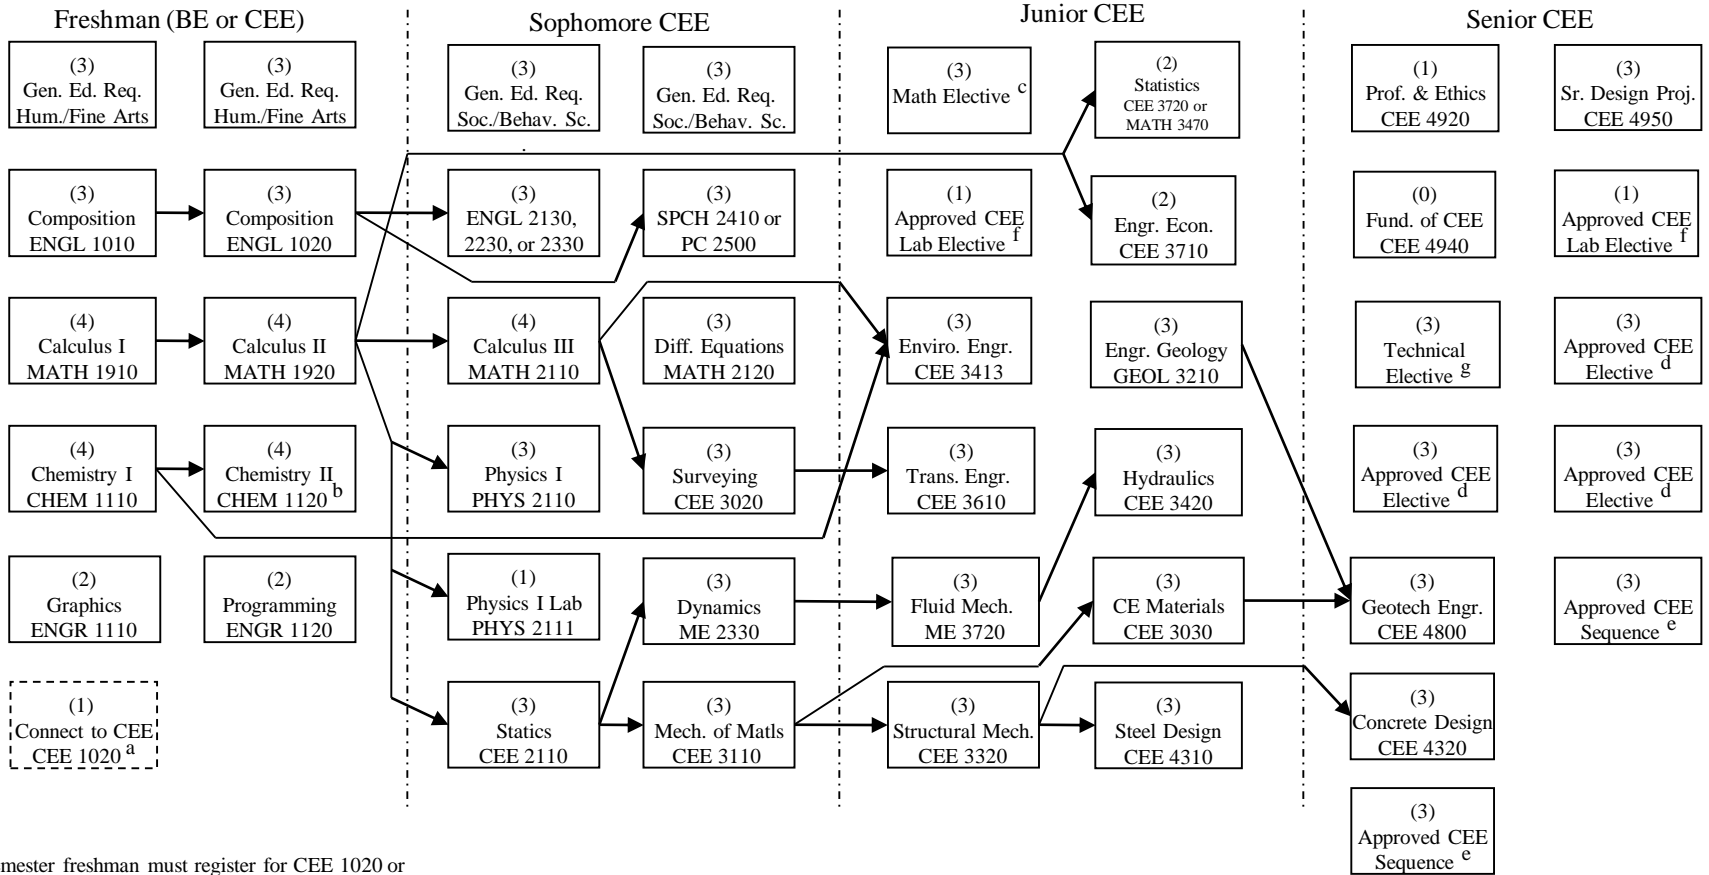 Freshman (BE or CEE)
Sophomore CEE
Junior CEE
Senior CEE
(3)
Gen. Ed. Req.
Hum./Fine Arts
(3)
Gen. Ed. Req.
Hum./Fine Arts
(3)
Gen. Ed. Req.
Soc./Behav. Sc.
(3)
Gen. Ed. Req.
Soc./Behav. Sc.
(3)
Math Elective c
(2)
Statistics
CEE 3720 or
MATH 3470
(1)
Prof. & Ethics
CEE 4920
(3)
Sr. Design Proj.
CEE 4950
(3)
Composition
ENGL 1010
(3)
Composition
ENGL 1020
(3)
ENGL 2130,
2230, or 2330
(3)
SPCH 2410 or
PC 2500
(1)
Approved CEE
Lab Elective f
(2)
Engr. Econ.
CEE 3710
(0)
Fund. of CEE
CEE 4940
(1)
Approved CEE
Lab Elective f
(4)
Calculus I
MATH 1910
(4)
Calculus II
MATH 1920
(4)
Calculus III
MATH 2110
(3)
Diff. Equations
MATH 2120
(3)
Enviro. Engr.
CEE 3413
(3)
Engr. Geology
GEOL 3210
(3)
Technical
Elective g
(3)
Approved CEE
Elective d
(4)
Chemistry I
CHEM 1110
(4)
Chemistry II
CHEM 1120 b
(3)
Physics I
PHYS 2110
(3)
Surveying
CEE 3020
(3)
Trans. Engr.
CEE 3610
(3)
Hydraulics
CEE 3420
(3)
Approved CEE
Elective d
(3)
Approved CEE
Elective d
(2)
Graphics
ENGR 1110
(2)
Programming
ENGR 1120
(1)
Physics I Lab
PHYS 2111
(3)
Dynamics
ME 2330
(3)
Fluid Mech.
ME 3720
(3)
CE Materials
CEE 3030
(3)
Geotech Engr.
CEE 4800
(3)
Approved CEE
Sequence e
(1)
Connect to CEE
CEE 1020 a
(3)
Statics
CEE 2110
(3)
Mech. of Matls
CEE 3110
(3)
Structural Mech.
CEE 3320
(3)
Steel Design
CEE 4310
(3)
Concrete Design
CEE 4320
(3)
Approved CEE
Sequence e
mester freshman must register for CEE 1020 or